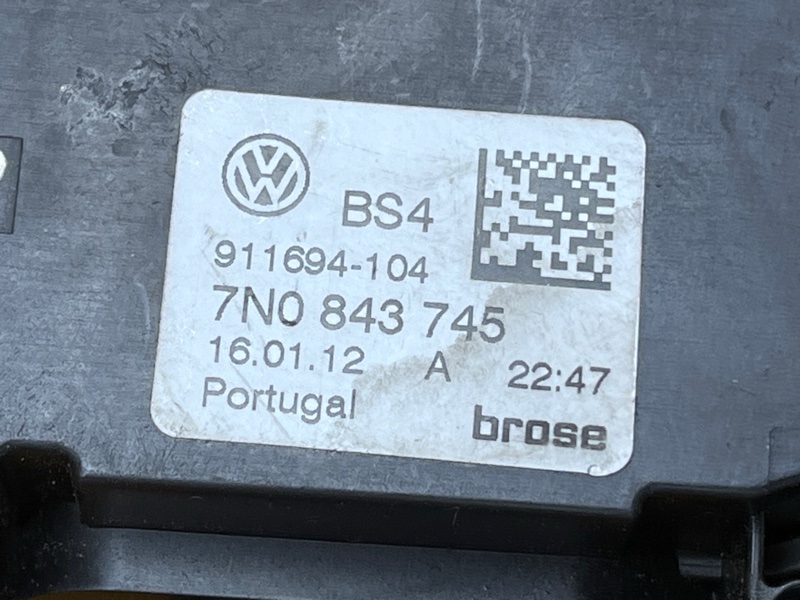 BS4
911694-104
7N0 843 745
16.01.12 A 22:47
Portugal
brose